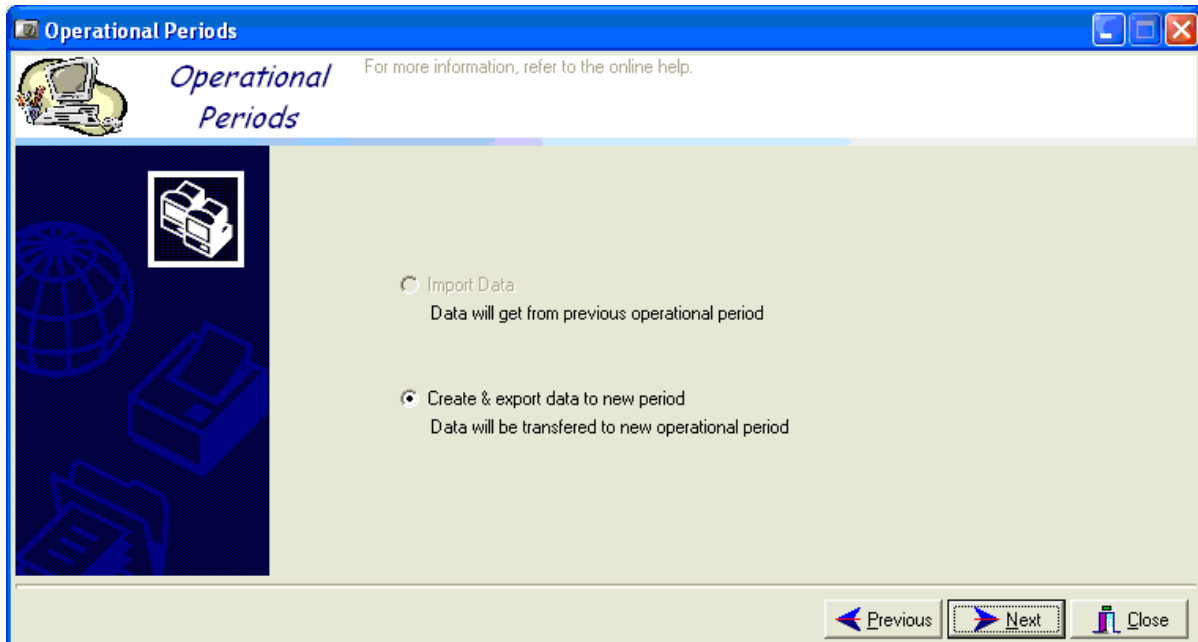 Operational Periods
Operational
Periods
For more information, refer to the online help.
Import Data
Data will get from previous operational period
Create & export data to new period
Data will be transfered to new operational period
Previous
Next
Close